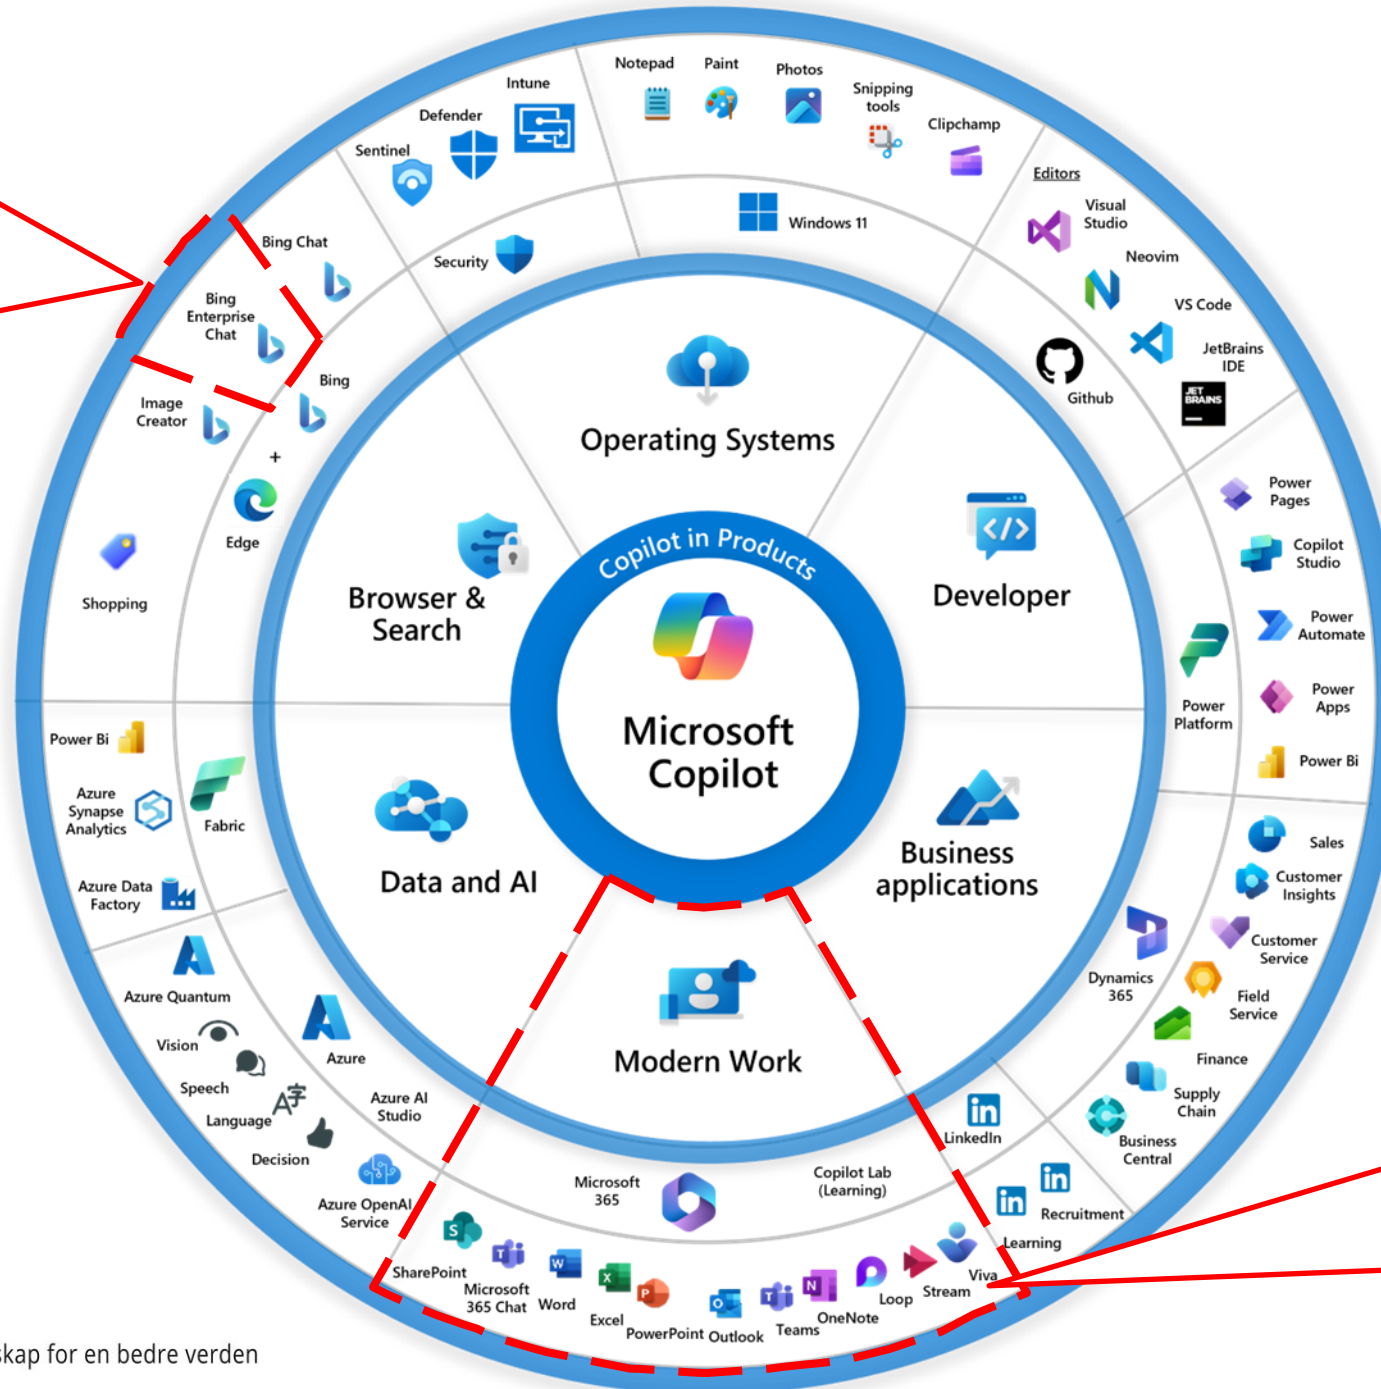 Notepad
Paint
Photos
Snipping
tools
Clipchamp
Intune
Defender
Sentinel
Security
Windows 11
Editors
Visual
Studio
Neovim
VS Code
JetBrains
IDE
JET
BRAINS
Github
Bing Chat
Bing
Enterprise
Chat
Bing
Image
Creator
+
Edge
Shopping
Operating Systems
Browser &
Search
Developer
Copilot in Products
Microsoft
Copilot
Data and AI
Business
applications
Modern Work
Power
Pages
Copilot
Studio
Power
Automate
Power
Apps
Power Bi
Power
Platform
Power Bi
Azure
Synapse
Analytics
Azure Data
Factory
Fabric
Sales
Customer
Insights
Customer
Service
Field
Service
Finance
Supply
Chain
Business
Central
Dynamics
365
Azure Quantum
Vision
Speech
Language
Decision
Azure OpenAI
Service
Azure
Azure AI
Studio
LinkedIn
Recruitment
Learning
Microsoft
365
Copilot Lab
(Learning)
SharePoint
Microsoft
365 Chat
Word
Excel
PowerPoint
Outlook
Teams
OneNote
Loop
Stream
Viva
skap for en bedre verden